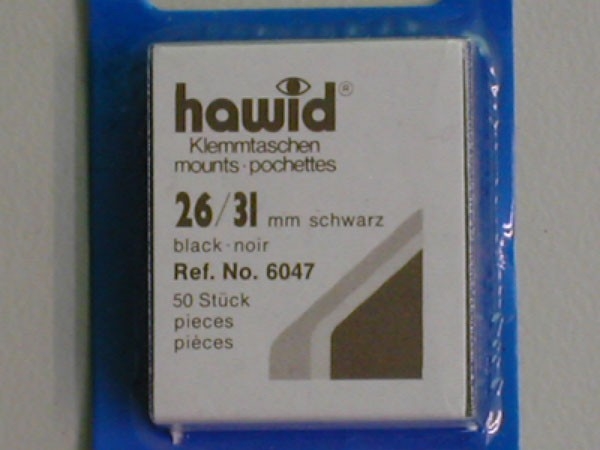 hawid®
Klemmtaschen
mounts·pochettes
26/31 mm schwarz
black·noir
Ref. No. 6047
50 Stück
pieces
pièces